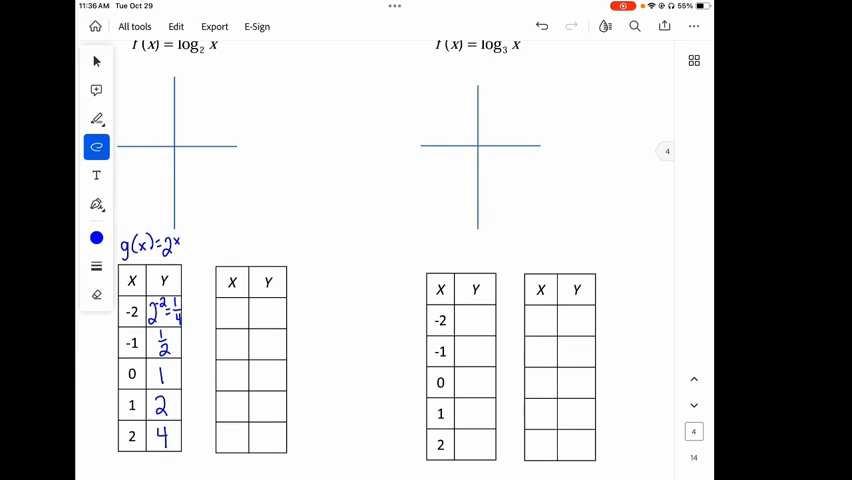 11:36 AM Tue Oct 29
55%
All tools Edit Export E-Sign
f (x) = log₂ x
f (x) = log₃ x
4
g(x)=2ˣ
X Y
-2 2⁻²=1/4
-1 1/2
0 1
1 2
2 4
X Y
X Y
-2
-1
0
1
2
X Y
T
4
14